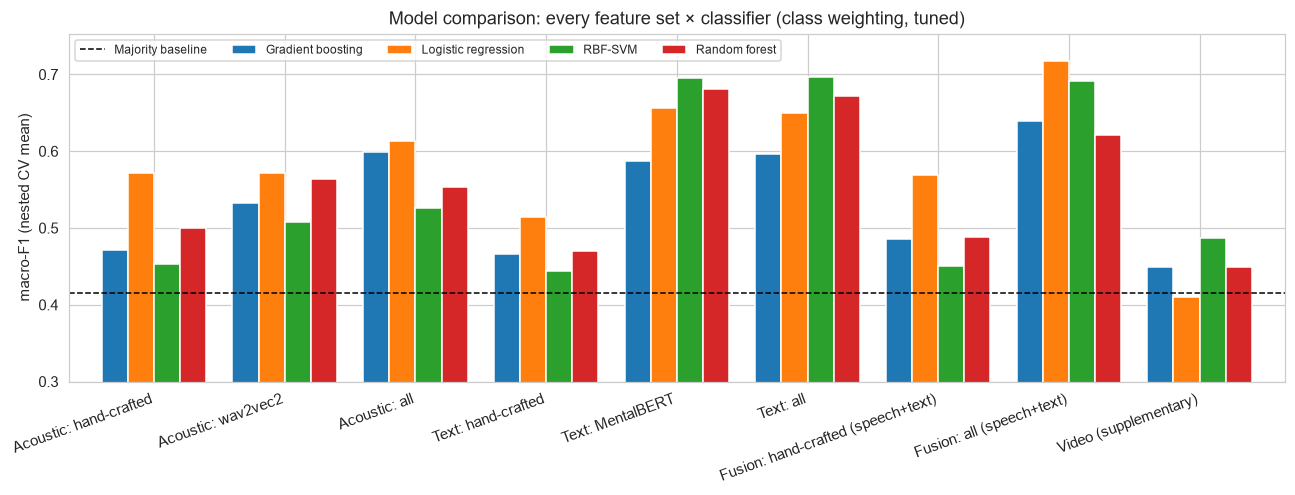 Model comparison: every feature set × classifier (class weighting, tuned)
Majority baseline Gradient boosting Logistic regression RBF-SVM Random forest
macro-F1 (nested CV mean)
0.7
0.6
0.5
0.4
0.3
Acoustic: hand-crafted
Acoustic: wav2vec2
Acoustic: all
Text: hand-crafted
Text: MentalBERT
Text: all
Fusion: hand-crafted (speech+text)
Fusion: all (speech+text)
Video (supplementary)